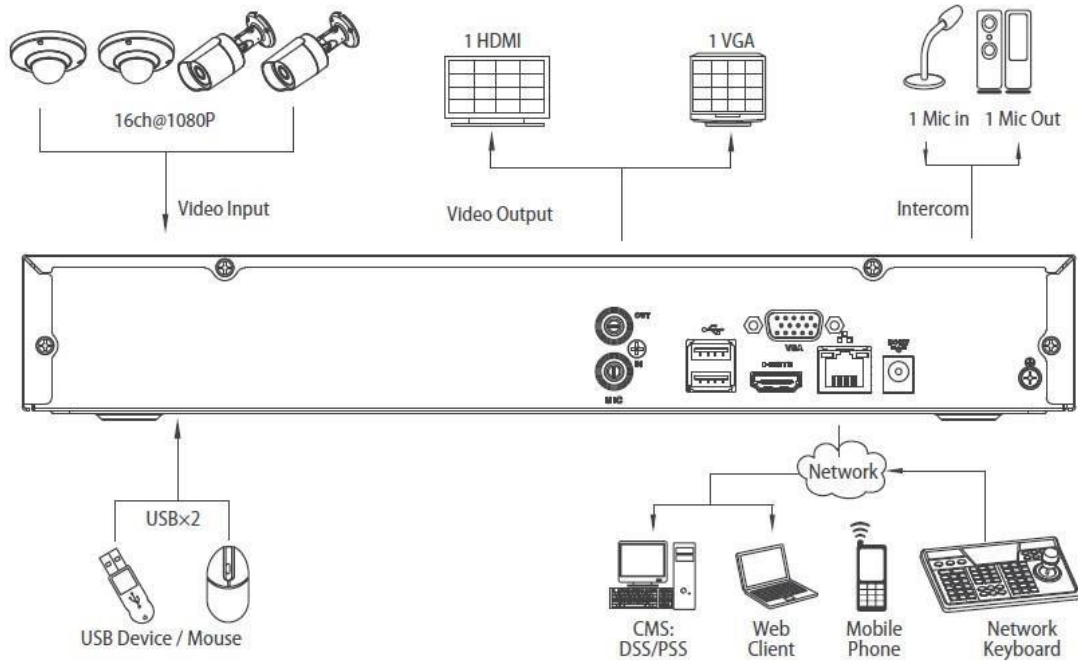 1 HDMI
1 VGA
16ch@1080P
1 Mic in
1 Mic Out
Video Input
Video Output
Intercom
OUT
IN
MIC
VGA
Network
USB×2
USB Device / Mouse
CMS:
DSS/PSS
Web
Client
Mobile
Phone
Network
Keyboard